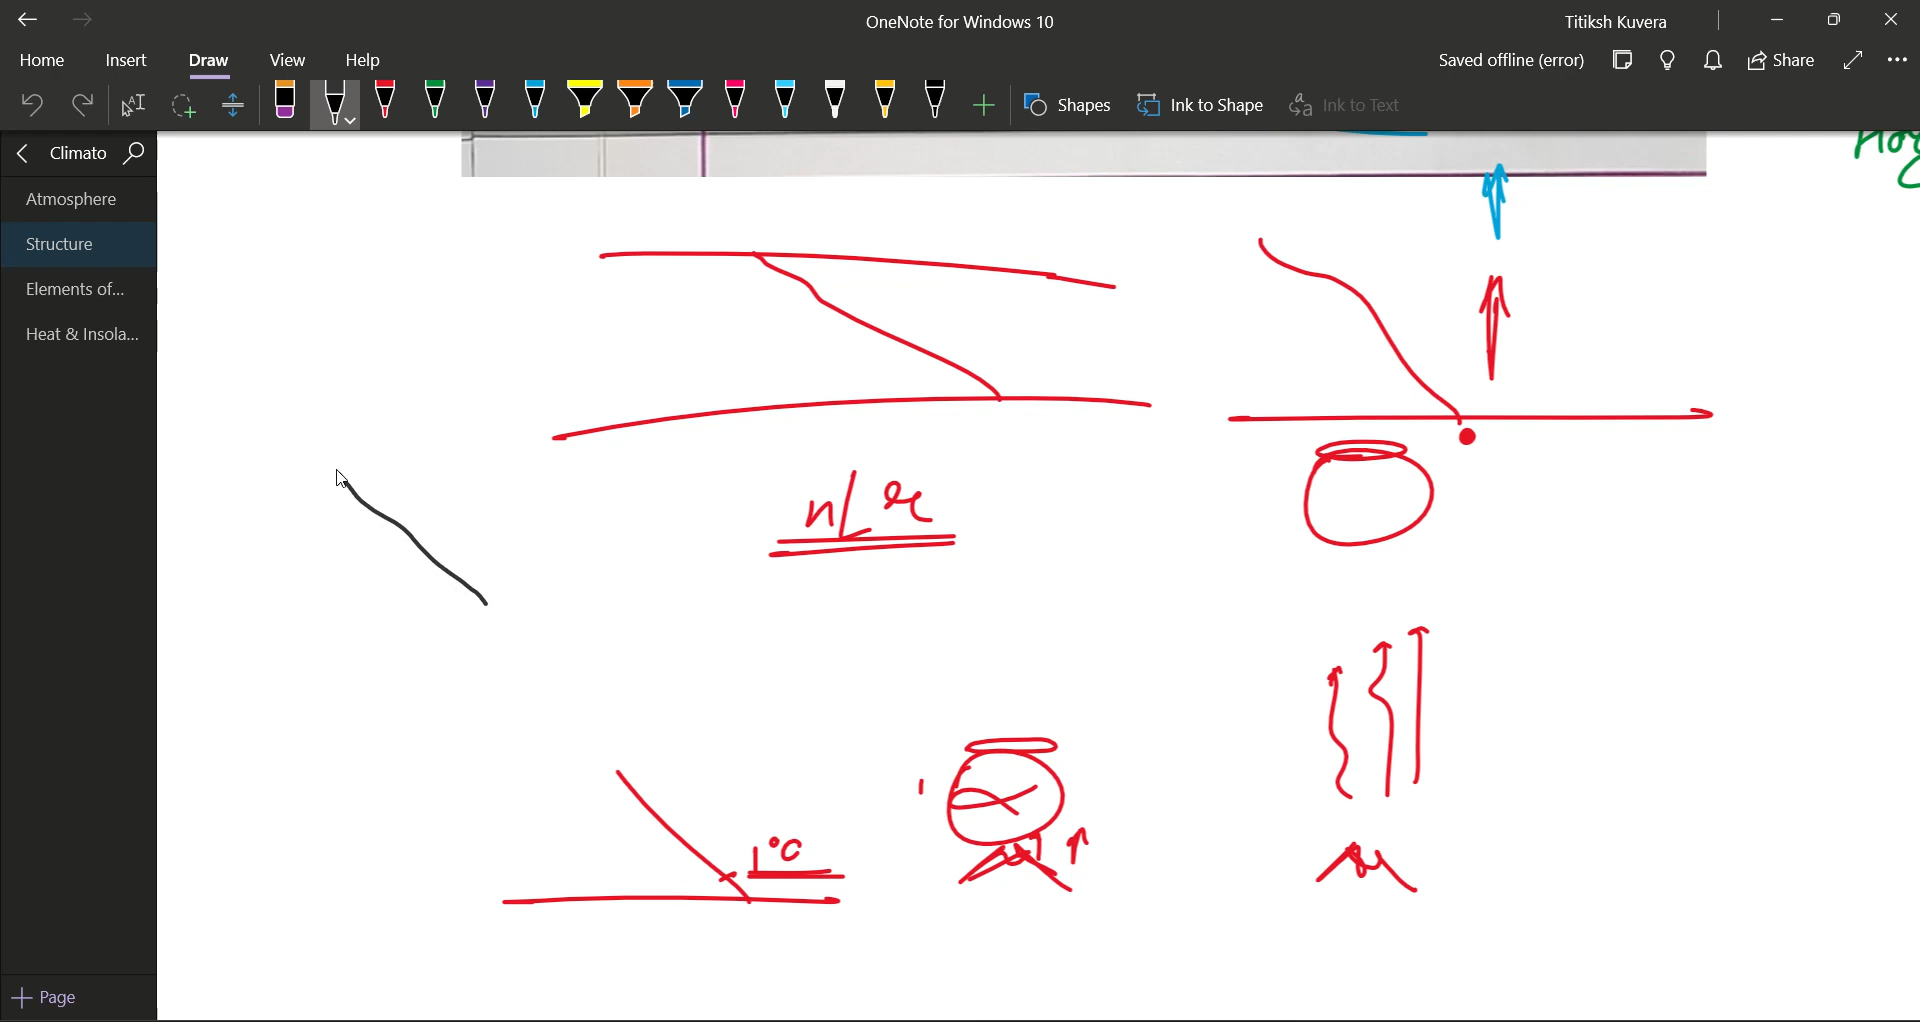 OneNote for Windows 10
Titiksh Kuvera
Home Insert Draw View Help
Saved offline (error)
Share
Shapes
Ink to Shape
Ink to Text
Climato
Atmosphere
Structure
Elements of...
Heat & Insola...
1°C
Page